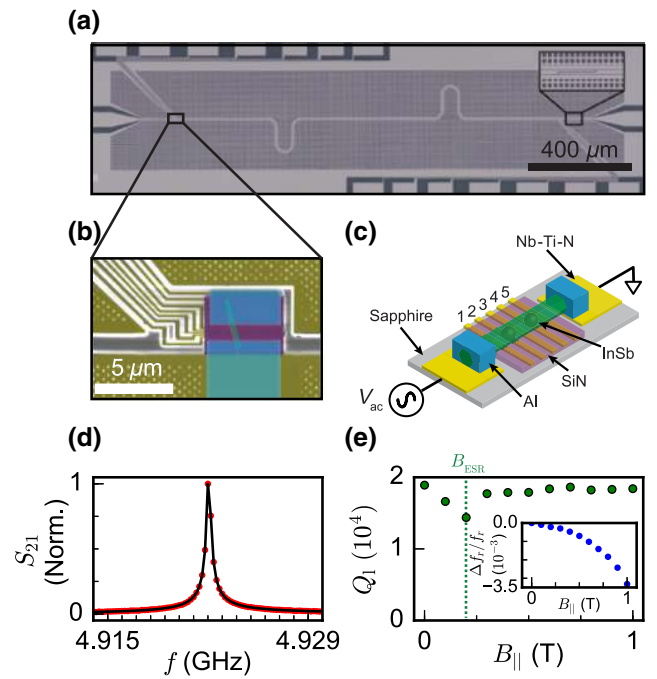 (a)
400 μm
(b)
5 μm
(c)
Nb-Ti-N
Sapphire
1 2 3 4 5
InSb
SiN
Al
V_ac
(d)
S_21
(Norm.)
1
0
4.915
4.929
f (GHz)
(e)
B_ESR
Q_1 (10^4)
2
1
0
0
1
B_|| (T)
Δf_r/f_r
(10^-3)
0.0
−3.5
0
1
B_|| (T)